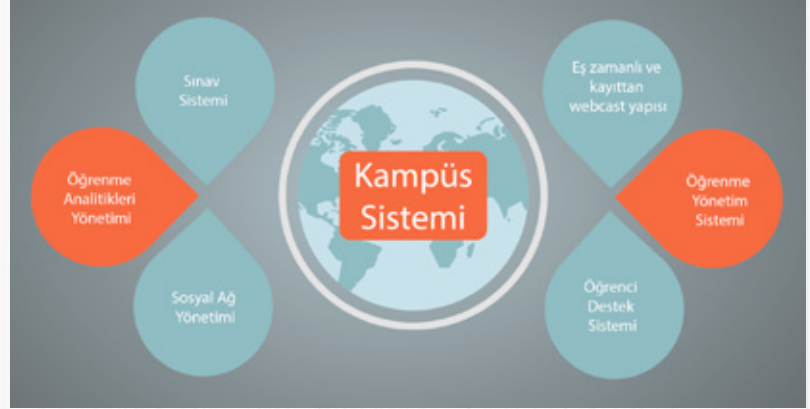 Sınav
Sistemi
Öğrenme
Analitikleri
Yönetimi
Sosyal Ağ
Yönetimi
Kampüs
Sistemi
Eş zamanlı ve
kayıttan
webcast yapısı
Öğrenme
Yönetim
Sistemi
Öğrenci
Destek
Sistemi